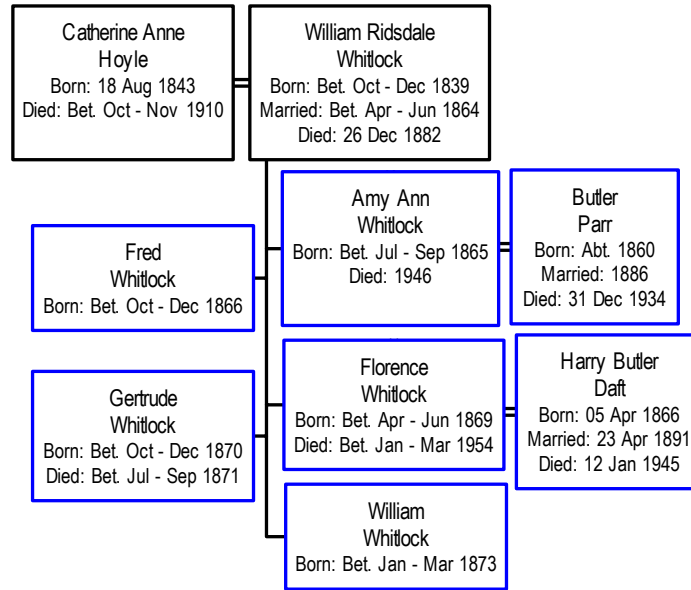 Catherine Anne
Hoyle
Born: 18 Aug 1843
Died: Bet. Oct - Nov 1910
William Ridsdale
Whitlock
Born: Bet. Oct - Dec 1839
Married: Bet. Apr - Jun 1864
Died: 26 Dec 1882
Amy Ann
Whitlock
Born: Bet. Jul - Sep 1865
Died: 1946
Butler
Parr
Born: Abt. 1860
Married: 1886
Died: 31 Dec 1934
Fred
Whitlock
Born: Bet. Oct - Dec 1866
Florence
Whitlock
Born: Bet. Apr - Jun 1869
Died: Bet. Jan - Mar 1954
Harry Butler
Daft
Born: 05 Apr 1866
Married: 23 Apr 1891
Died: 12 Jan 1945
Gertrude
Whitlock
Born: Bet. Oct - Dec 1870
Died: Bet. Jul - Sep 1871
William
Whitlock
Born: Bet. Jan - Mar 1873